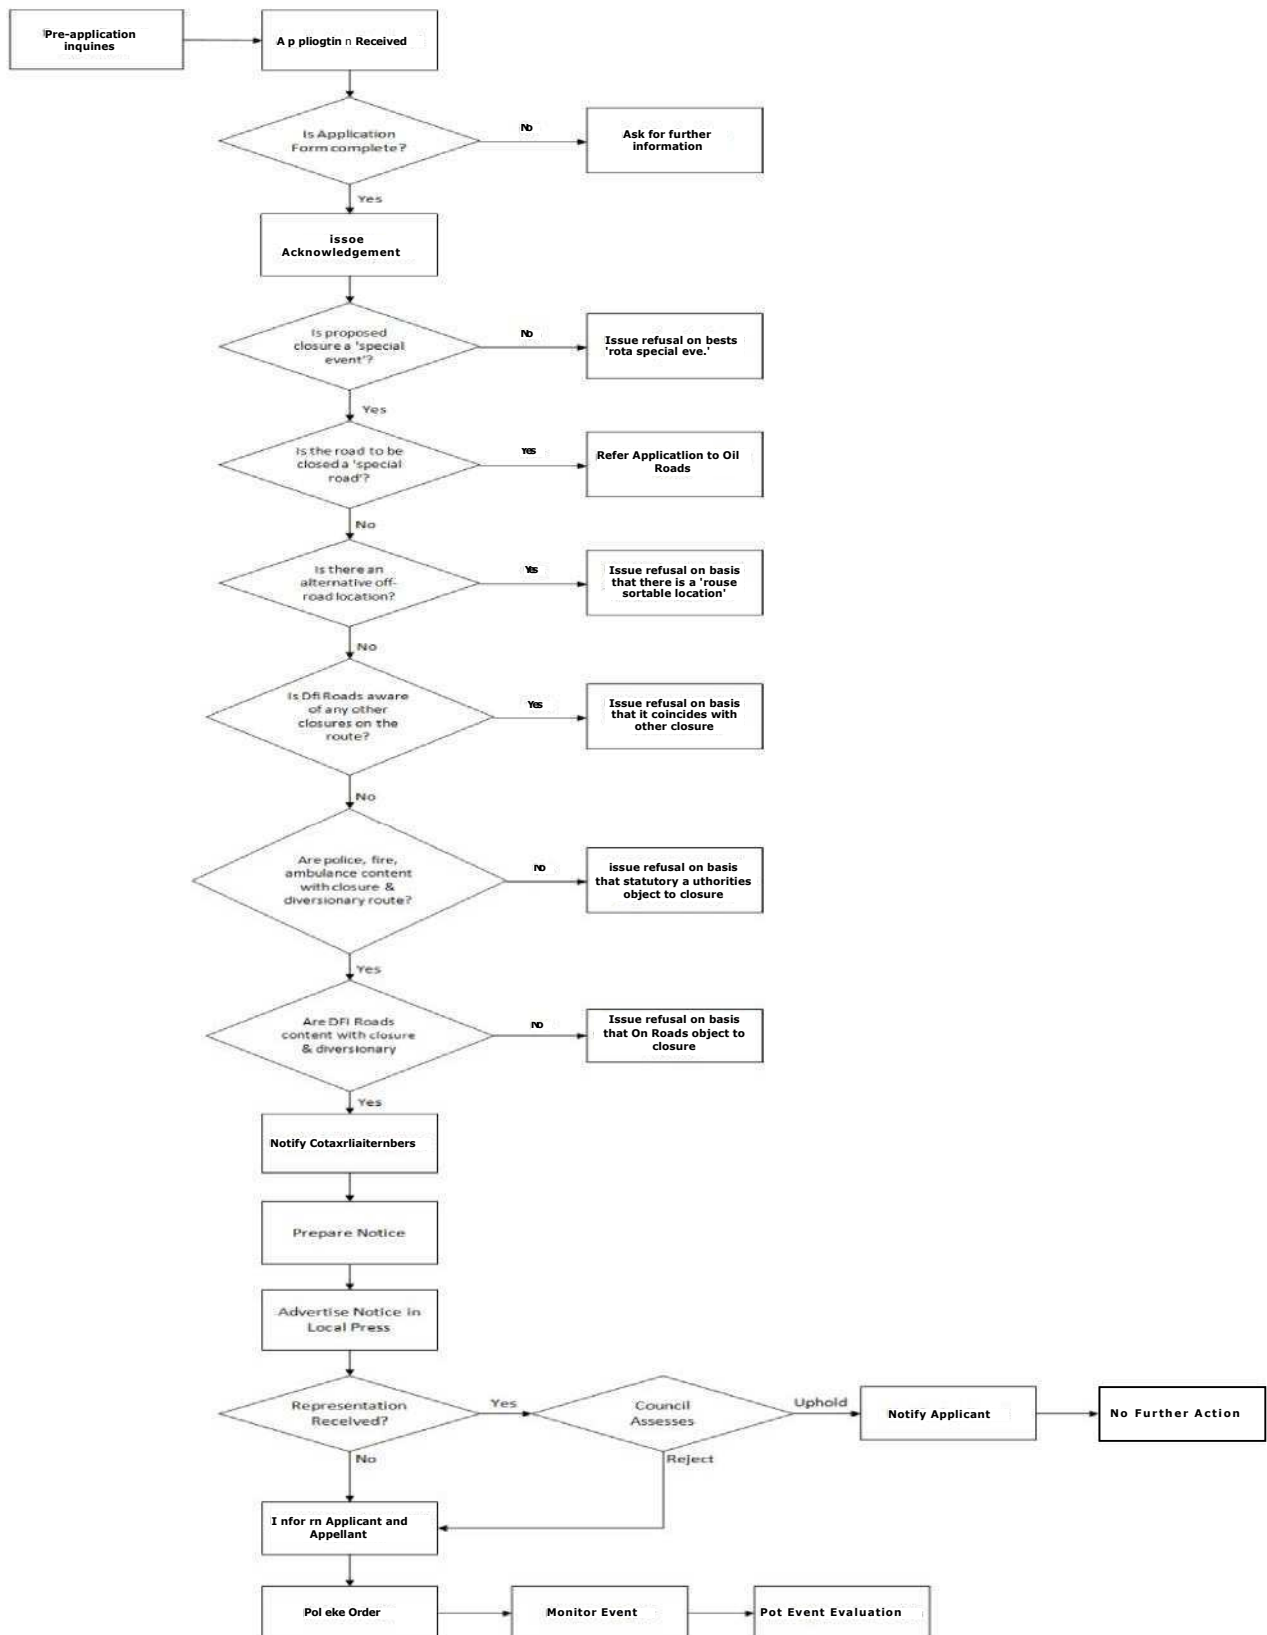 Pre-application
inquines
A p pliogtin n Received
Is Application
Form complete?
No
Ask for further
information
Yes
issoe
Acknowledgement
Is proposed
closure a 'special
event'?
No
Issue refusal on bests
'rota special eve.'
Yes
Is the road to be
closed a 'special
road'?
Yes
Refer Applicatlion to Oil
Roads
No
Is there an
alternative off-
road location?
Yes
Issue refusal on basis
that there is a 'rouse
sortable location'
No
Is Dfi Roads aware
of any other
closures on the
route?
Yes
Issue refusal on basis
that it coincides with
other closure
No
Are police, fire,
ambulance content
with closure &
diversionary route?
No
issue refusal on basis
that statutory a uthorities
object to closure
Yes
Are DFI Roads
content with closure
& diversionary
No
Issue refusal on basis
that On Roads object to
closure
Yes
Notify Cotaxrliaiternbers
Prepare Notice
Advertise Notice in
Local Press
Representation
Received?
Yes
Council
Assesses
Uphold
Notify Applicant
No Further Action
No
Reject
I nfor rn Applicant and
Appellant
Pol eke Order
Monitor Event
Pot Event Evaluation